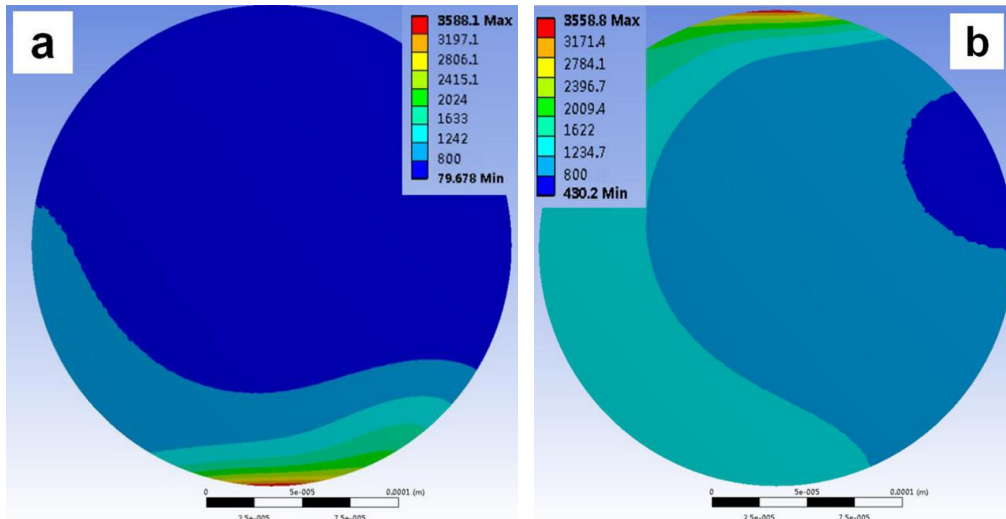 a
3588.1 Max
3197.1
2806.1
2415.1
2024
1633
1242
800
79.678 Min
0 5e-005 0.0001 (m)
2.5e-005 7.5e-005
b
3558.8 Max
3171.4
2784.1
2396.7
2009.4
1622
1234.7
800
430.2 Min
0 5e-005 0.0001 (m)
2.5e-005 7.5e-005